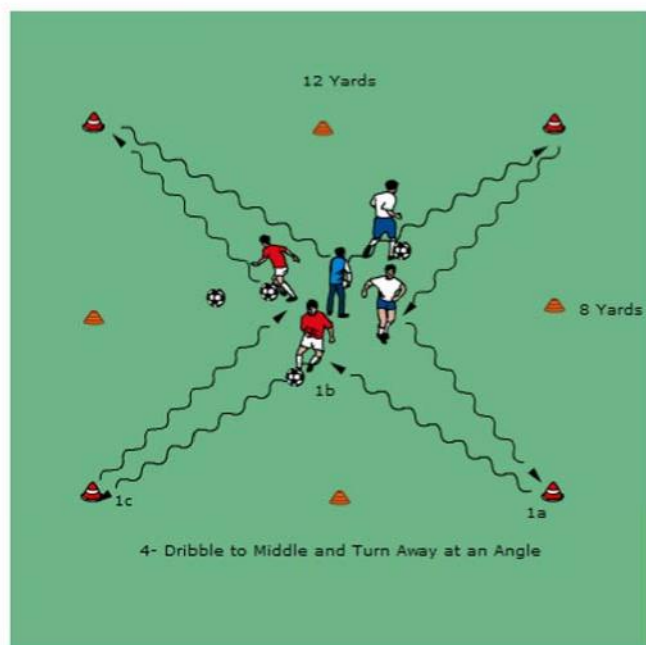 12 Yards
8 Yards
1b
1c
1a
4- Dribble to Middle and Turn Away at an Angle